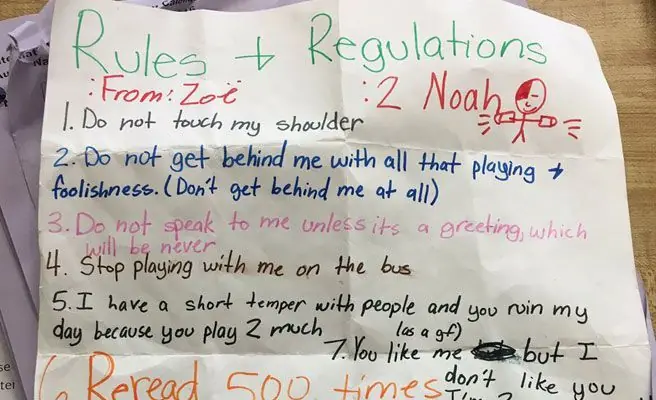 Rules + Regulations
:From: Zoë
:2 Noah
1. Do not touch my shoulder
2. Do not get behind me with all that playing +
foolishness. (Don't get behind me at all)
3. Do not speak to me unless its a greeting, which
will be never
4. Stop playing with me on the bus
5. I have a short temper with people and you ruin my
day because you play 2 much
(as a gf)
7. You like me but I
don't like you
6. Reread 500 times